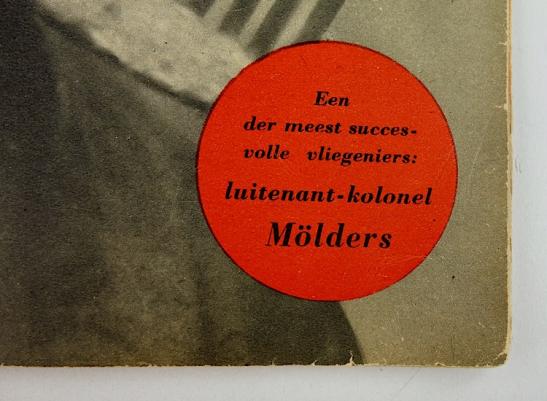 Een
der meest succes-
volle vliegeniers:
luitenant-kolonel
Mölders